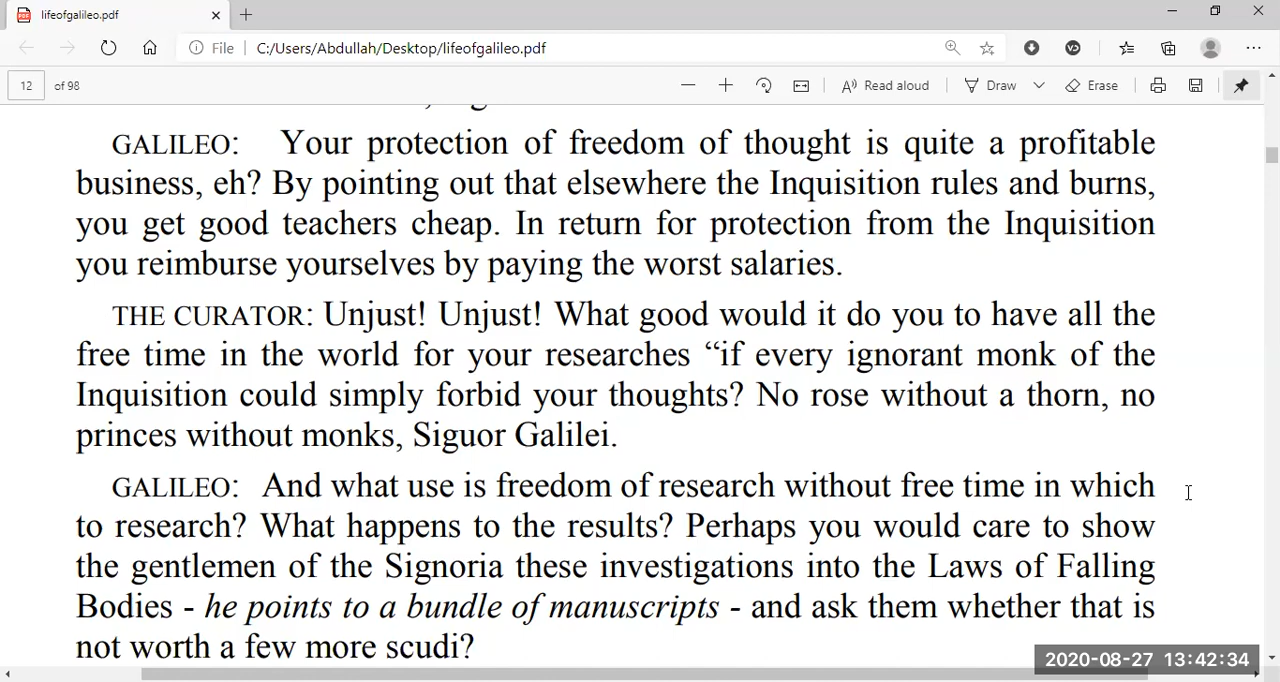 lifeofgalileo.pdf
File C:/Users/Abdullah/Desktop/lifeofgalileo.pdf
12 of 98 Read aloud Draw Erase
GALILEO: Your protection of freedom of thought is quite a profitable
business, eh? By pointing out that elsewhere the Inquisition rules and burns,
you get good teachers cheap. In return for protection from the Inquisition
you reimburse yourselves by paying the worst salaries.
THE CURATOR: Unjust! Unjust! What good would it do you to have all the
free time in the world for your researches “if every ignorant monk of the
Inquisition could simply forbid your thoughts? No rose without a thorn, no
princes without monks, Siguor Galilei.
GALILEO: And what use is freedom of research without free time in which
to research? What happens to the results? Perhaps you would care to show
the gentlemen of the Signoria these investigations into the Laws of Falling
Bodies - he points to a bundle of manuscripts - and ask them whether that is
not worth a few more scudi?
2020-08-27 13:42:34